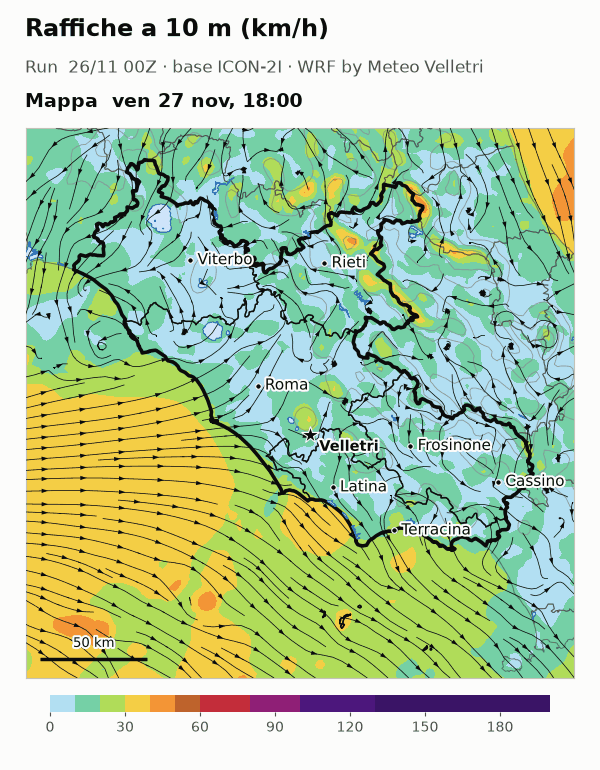 Raffiche a 10 m (km/h)
Run  26/11 00Z · base ICON-2I · WRF by Meteo Velletri
Mappa  ven 27 nov, 18:00
Viterbo
Rieti
Roma
Velletri
Frosinone
Latina
Cassino
Terracina
50 km
0 30 60 90 120 150 180